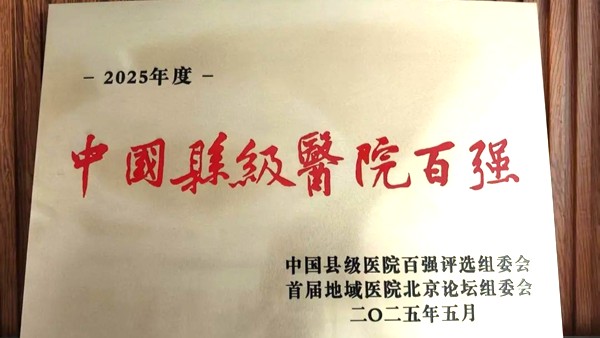 - 2025年度 -
中國縣級醫院百强
中国县级医院百强评选组委会
首届地域医院北京论坛组委会
二〇二五年五月